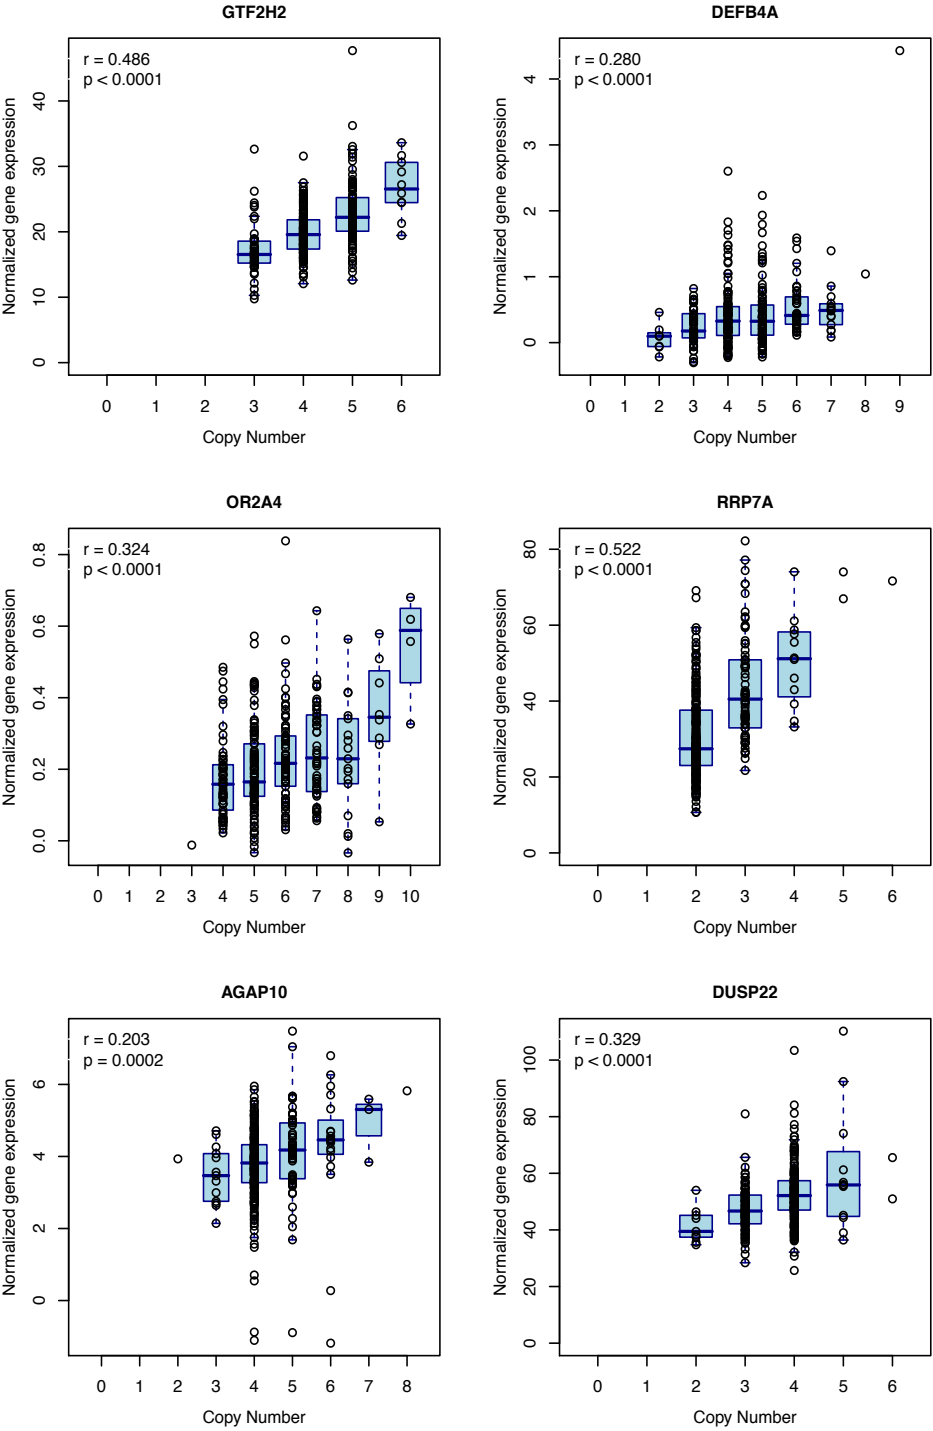 GTF2H2
r = 0.486
p < 0.0001
Normalized gene expression
40
30
20
10
0
0 1 2 3 4 5 6
Copy Number
DEFB4A
r = 0.280
p < 0.0001
Normalized gene expression
4
3
2
1
0
0 1 2 3 4 5 6 7 8 9
Copy Number
OR2A4
r = 0.324
p < 0.0001
Normalized gene expression
0.8
0.6
0.4
0.2
0.0
0 1 2 3 4 5 6 7 8 9 10
Copy Number
RRP7A
r = 0.522
p < 0.0001
Normalized gene expression
80
60
40
20
0
0 1 2 3 4 5 6
Copy Number
AGAP10
r = 0.203
p = 0.0002
Normalized gene expression
6
4
2
0
0 1 2 3 4 5 6 7 8
Copy Number
DUSP22
r = 0.329
p < 0.0001
Normalized gene expression
100
80
60
40
20
0
0 1 2 3 4 5 6
Copy Number